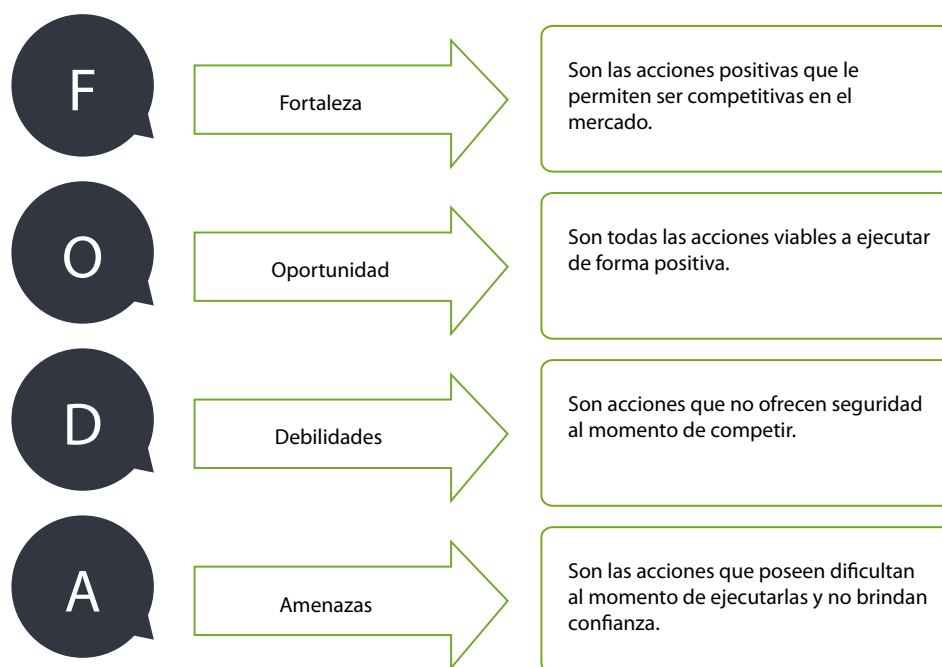 F
Fortaleza
Son las acciones positivas que le
permiten ser competitivas en el
mercado.
O
Oportunidad
Son todas las acciones viables a ejecutar
de forma positiva.
D
Debilidades
Son acciones que no ofrecen seguridad
al momento de competir.
A
Amenazas
Son las acciones que poseen dificultan
al momento de ejecutarlas y no brindan
confianza.